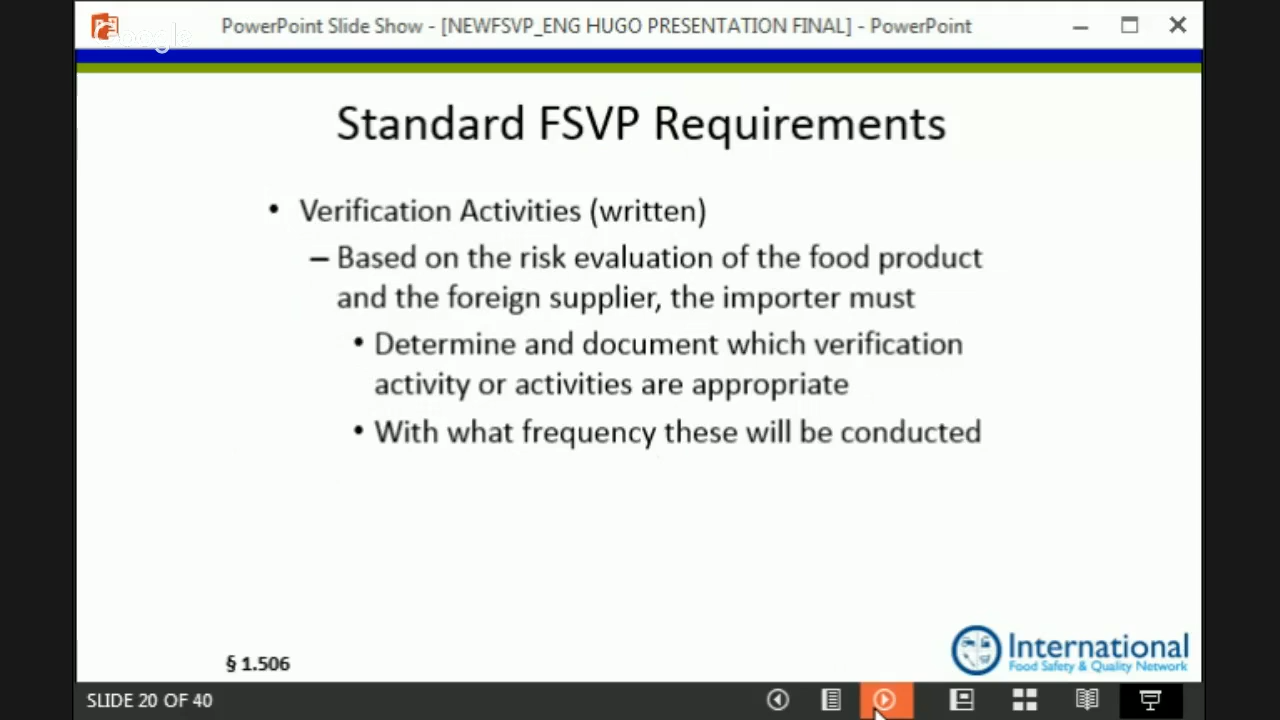 Google
PowerPoint Slide Show - [NEWFSVP_ENG HUGO PRESENTATION FINAL] - PowerPoint
Standard FSVP Requirements
• Verification Activities (written)
– Based on the risk evaluation of the food product
and the foreign supplier, the importer must
• Determine and document which verification
activity or activities are appropriate
• With what frequency these will be conducted
§ 1.506
International
Food Safety & Quality Network
SLIDE 20 OF 40